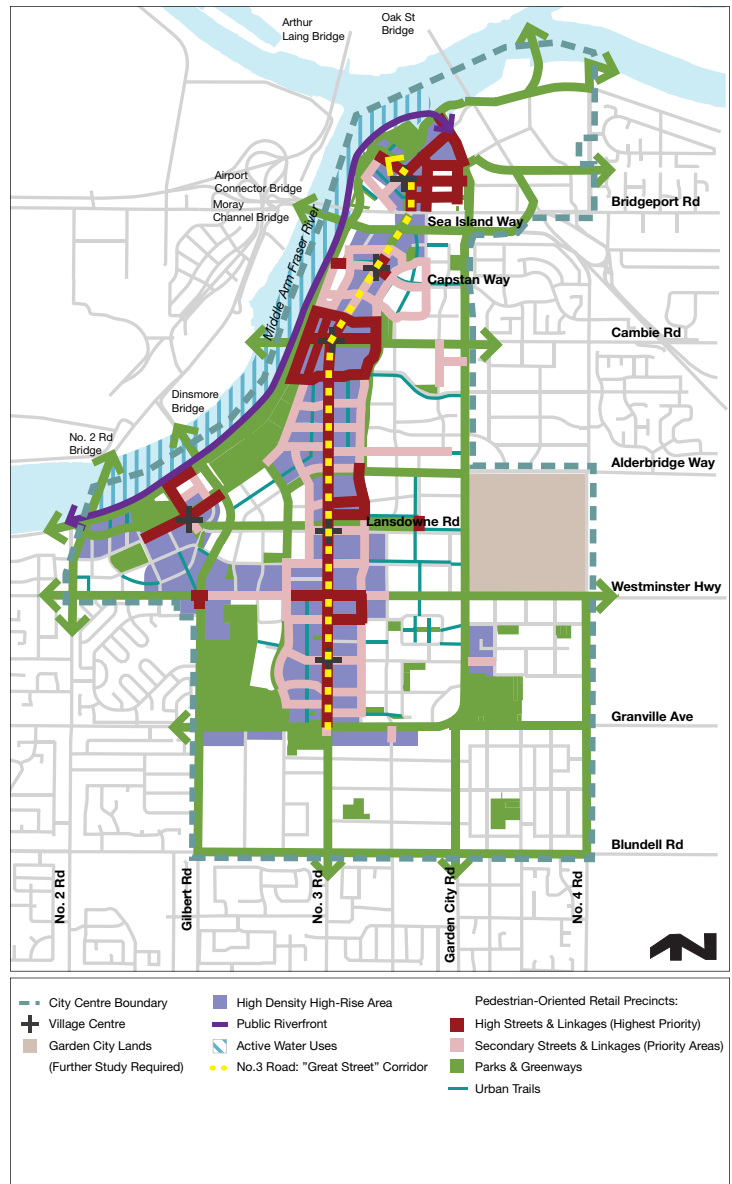 Arthur
Laing Bridge
Oak St
Bridge
Airport
Connector Bridge
Moray
Channel Bridge
Bridgeport Rd
Sea Island Way
Middle Arm Fraser River
Capstan Way
Cambie Rd
Dinsmore
Bridge
No. 2 Rd
Bridge
Alderbridge Way
Lansdowne Rd
Westminster Hwy
Granville Ave
Blundell Rd
No. 2 Rd
Gilbert Rd
No. 3 Rd
Garden City Rd
No. 4 Rd
N
City Centre Boundary
Village Centre
Garden City Lands
(Further Study Required)
High Density High-Rise Area
Public Riverfront
Active Water Uses
No.3 Road: "Great Street" Corridor
Pedestrian-Oriented Retail Precincts:
High Streets & Linkages (Highest Priority)
Secondary Streets & Linkages (Priority Areas)
Parks & Greenways
Urban Trails